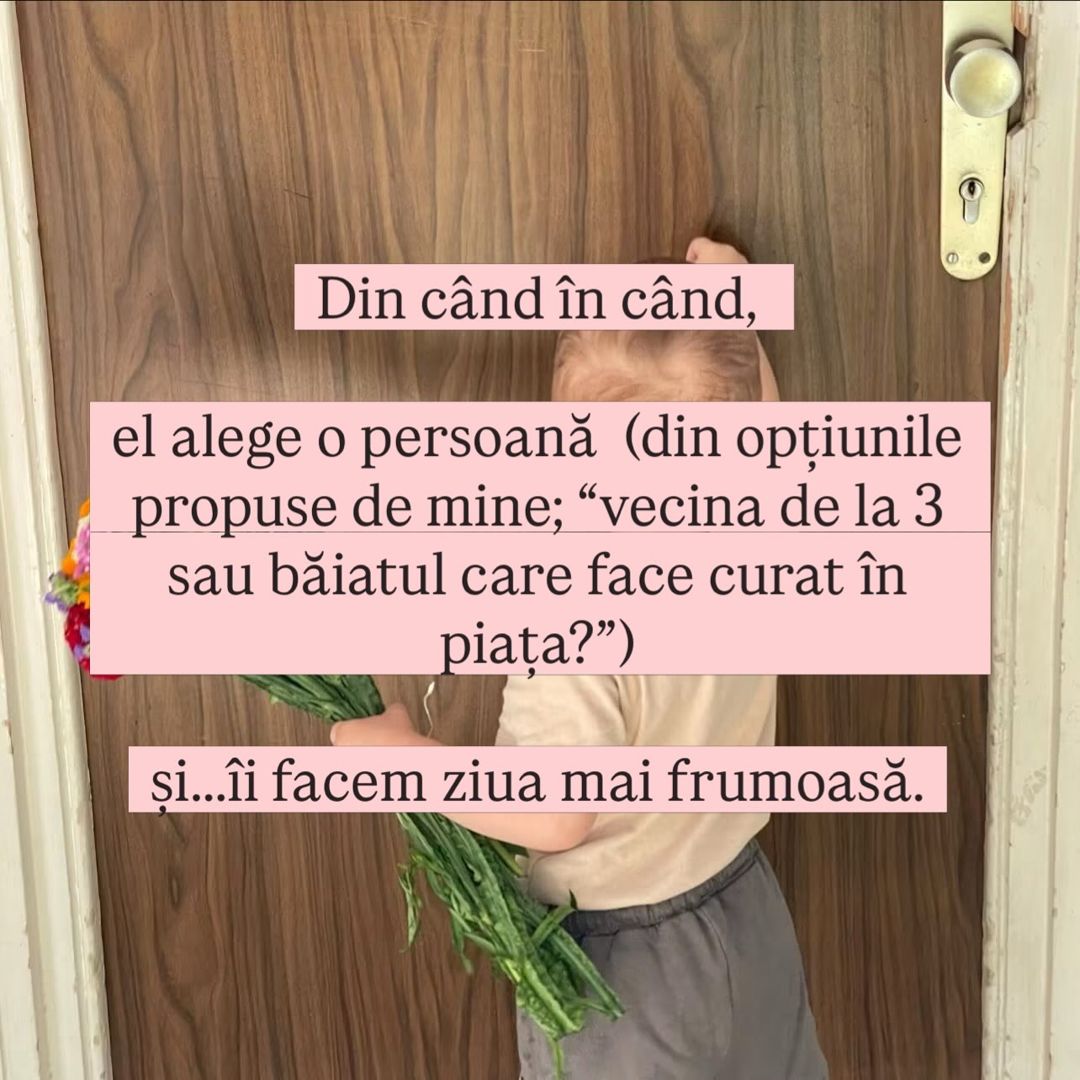 Din când în când,
el alege o persoană (din opțiunile
propuse de mine; “vecina de la 3
sau băiatul care face curat în
piața?”)
și...îi facem ziua mai frumoasă.